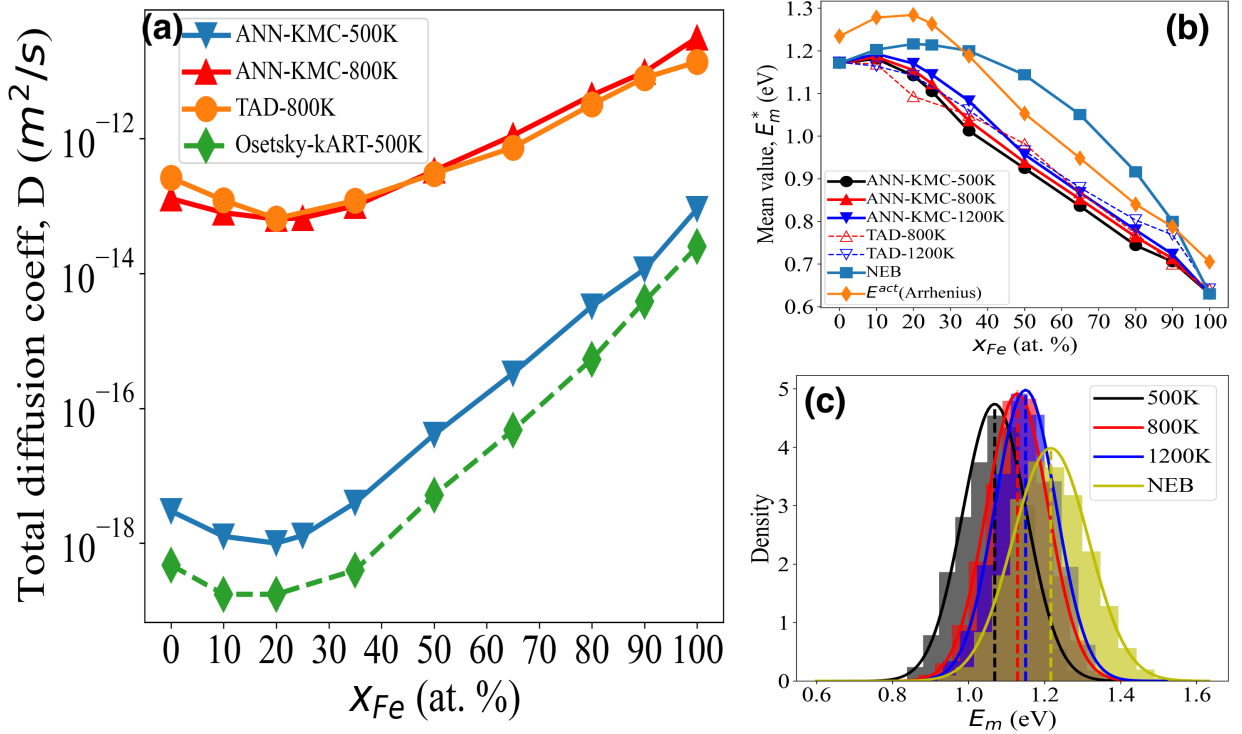 (a)
ANN-KMC-500K
ANN-KMC-800K
TAD-800K
Osetsky-kART-500K
Total diffusion coeff, D (m²/s)
10⁻¹²
10⁻¹⁴
10⁻¹⁶
10⁻¹⁸
0 10 20 30 40 50 60 70 80 90 100
x_Fe (at. %)
(b)
Mean value, E*_m (eV)
1.3
1.2
1.1
1.0
0.9
0.8
0.7
0.6
ANN-KMC-500K
ANN-KMC-800K
ANN-KMC-1200K
TAD-800K
TAD-1200K
NEB
E^act(Arrhenius)
0 10 20 30 40 50 60 70 80 90 100
x_Fe (at. %)
(c)
500K
800K
1200K
NEB
Density
5
4
3
2
1
0
0.6 0.8 1.0 1.2 1.4 1.6
E_m (eV)